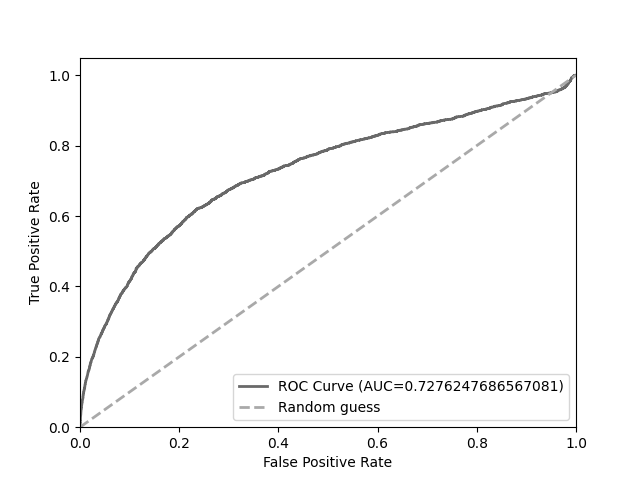 True Positive Rate
1.0
0.8
0.6
0.4
0.2
0.0
ROC Curve (AUC=0.7276247686567081)
Random guess
0.0 0.2 0.4 0.6 0.8 1.0
False Positive Rate